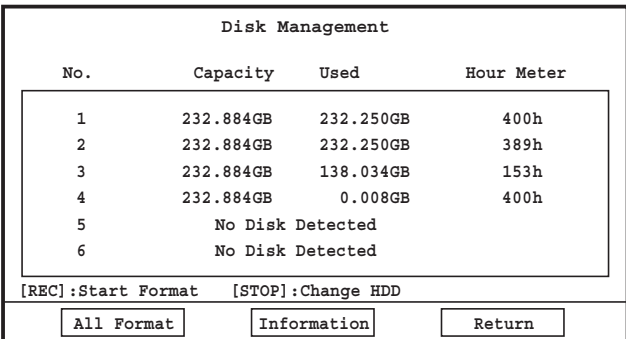 Disk Management
No. Capacity Used Hour Meter
1 232.884GB 232.250GB 400h
2 232.884GB 232.250GB 389h
3 232.884GB 138.034GB 153h
4 232.884GB 0.008GB 400h
5 No Disk Detected
6 No Disk Detected
[REC]:Start Format [STOP]:Change HDD
All Format Information Return